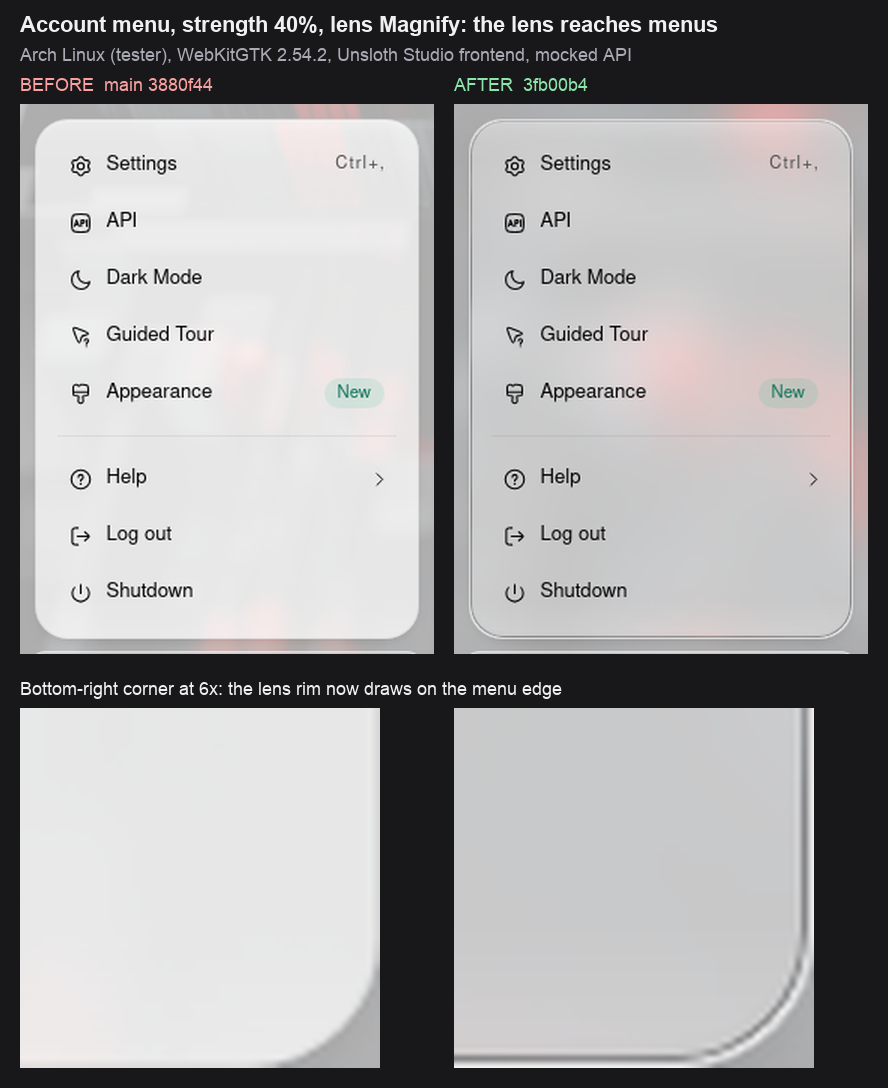 Account menu, strength 40%, lens Magnify: the lens reaches menus
Arch Linux (tester), WebKitGTK 2.54.2, Unsloth Studio frontend, mocked API
BEFORE main 3880f44
AFTER 3fb00b4
Settings Ctrl+,
API API
Dark Mode
Guided Tour
Appearance New
Help
Log out
Shutdown
Settings Ctrl+,
API API
Dark Mode
Guided Tour
Appearance New
Help
Log out
Shutdown
Bottom-right corner at 6x: the lens rim now draws on the menu edge